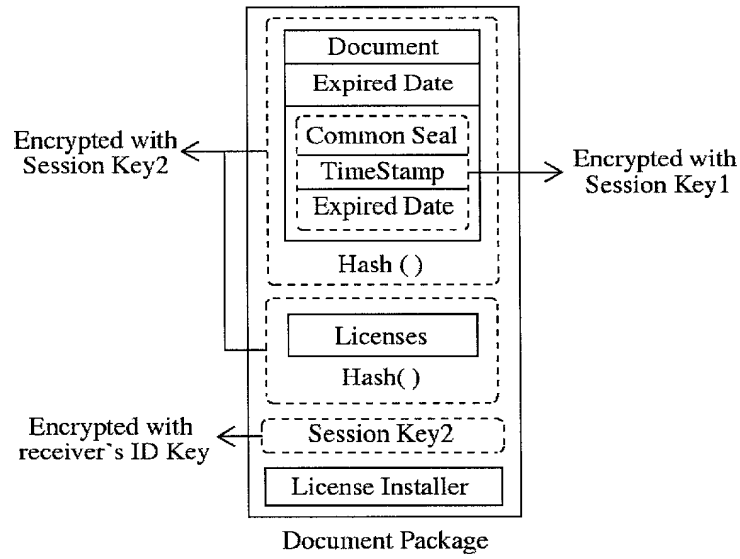 Document
Expired Date
Encrypted with
Session Key2
Common Seal
TimeStamp
Expired Date
Encrypted with
Session Key1
Hash ( )
Licenses
Hash( )
Encrypted with
receiver`s ID Key
Session Key2
License Installer
Document Package